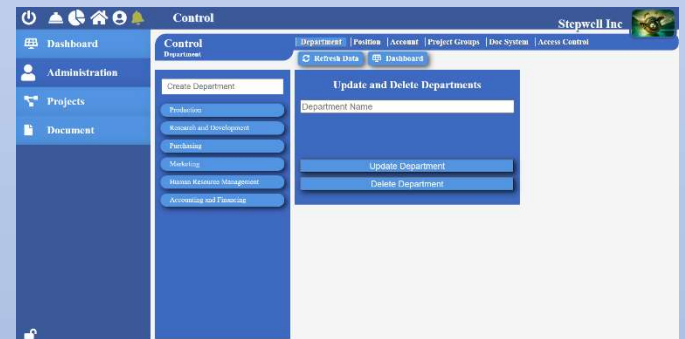 Control
Stepwell Inc
Dashboard
Administration
Projects
Document
Control
Department
Department |Position |Account |Project Groups |Doc System |Access Control
Refresh Data
Dashboard
Create Department
Production
Research and Development
Purchasing
Marketing
Human Resource Management
Accounting and Financing
Update and Delete Departments
Department Name
Update Department
Delete Department